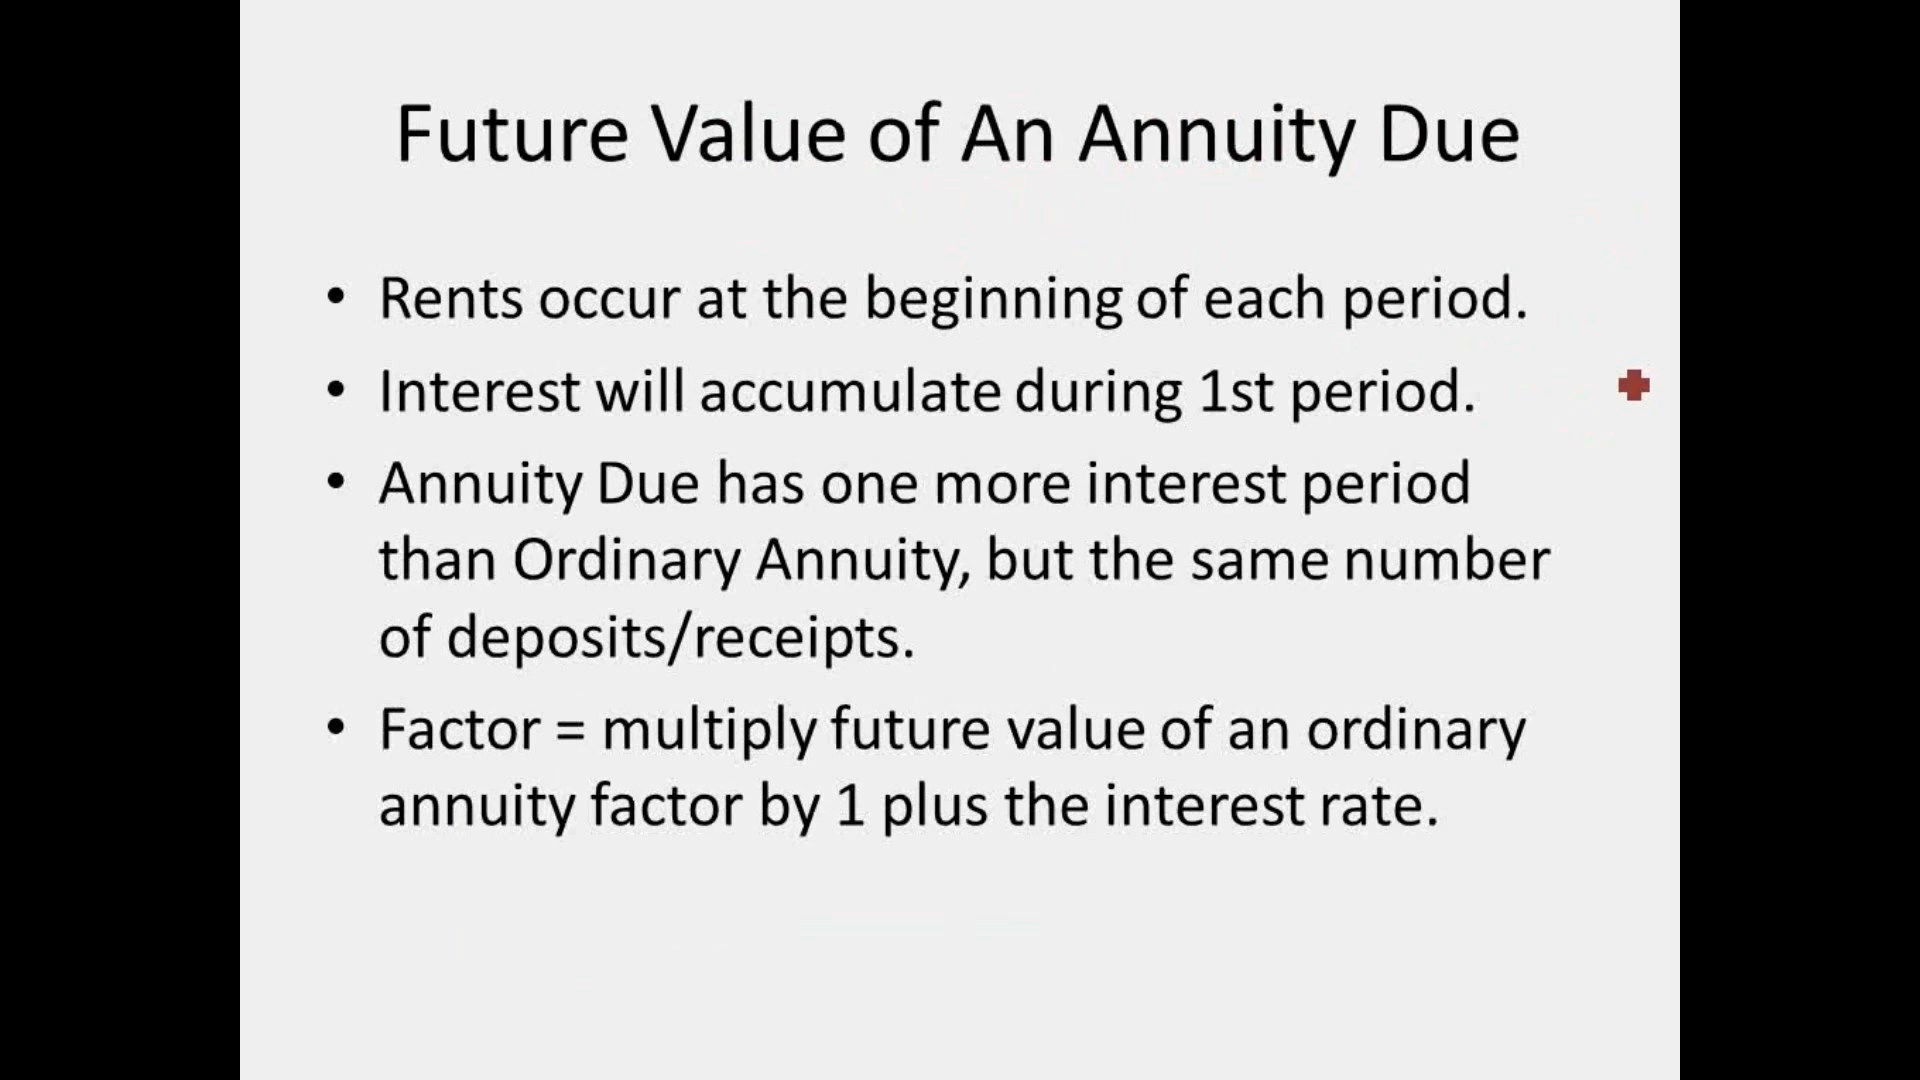 Future Value of An Annuity Due
• Rents occur at the beginning of each period.
• Interest will accumulate during 1st period.
• Annuity Due has one more interest period
than Ordinary Annuity, but the same number
of deposits/receipts.
• Factor = multiply future value of an ordinary
annuity factor by 1 plus the interest rate.